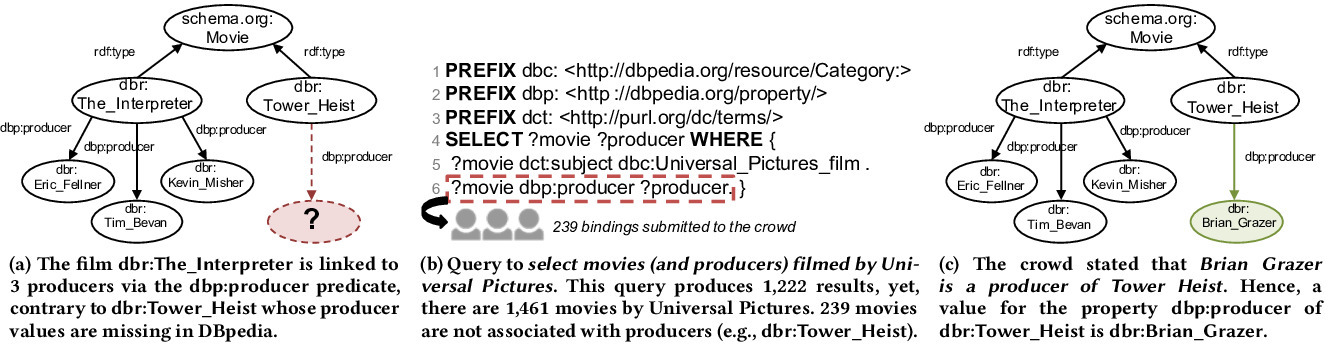 schema.org:
Movie
rdf:type
rdf:type
dbr:
The_Interpreter
dbr:
Tower_Heist
dbp:producer
dbp:producer
dbp:producer
dbp:producer
dbr:
Eric_Fellner
dbr:
Kevin_Misher
dbr:
Tim_Bevan
?
(a) The film dbr:The_Interpreter is linked to
3 producers via the dbp:producer predicate,
contrary to dbr:Tower_Heist whose producer
values are missing in DBpedia.
1 PREFIX dbc: <http://dbpedia.org/resource/Category:>
2 PREFIX dbp: <http ://dbpedia.org/property/>
3 PREFIX dct: <http://purl.org/dc/terms/>
4 SELECT ?movie ?producer WHERE {
5 ?movie dct:subject dbc:Universal_Pictures_film .
6 ?movie dbp:producer ?producer. }
239 bindings submitted to the crowd
(b) Query to select movies (and producers) filmed by Uni-
versal Pictures. This query produces 1,222 results, yet,
there are 1,461 movies by Universal Pictures. 239 movies
are not associated with producers (e.g., dbr:Tower_Heist).
schema.org:
Movie
rdf:type
rdf:type
dbr:
The_Interpreter
dbr:
Tower_Heist
dbp:producer
dbp:producer
dbp:producer
dbp:producer
dbr:
Eric_Fellner
dbr:
Kevin_Misher
dbr:
Tim_Bevan
dbr:
Brian_Grazer
(c) The crowd stated that Brian Grazer
is a producer of Tower Heist. Hence, a
value for the property dbp:producer of
dbr:Tower_Heist is dbr:Brian_Grazer.